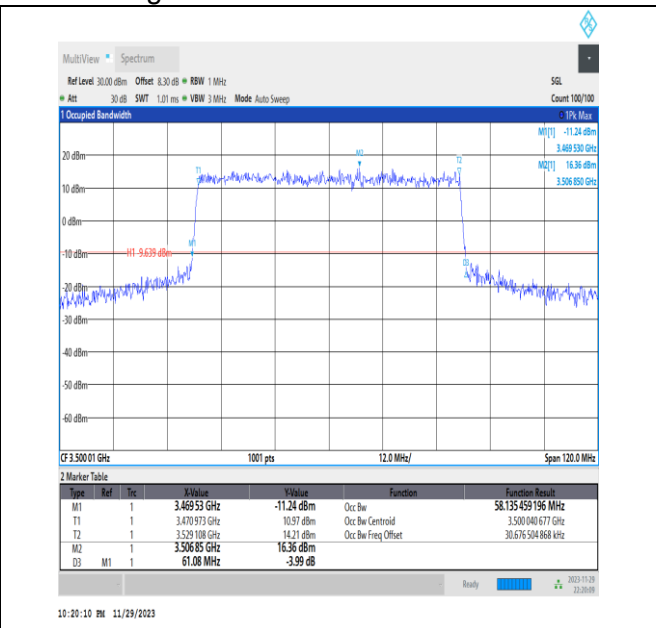 MultiView Spectrum
Ref Level 30.00 dBm Offset 8.30 dB RBW 1 MHz SGL
Att 30 dB SWT 1.01 ms VBW 3 MHz Mode Auto Sweep Count 100/100
1 Occupied Bandwidth 1Pk Max
M1[1] -11.24 dBm
3.469 530 GHz
M2[1] 16.36 dBm
3.506 850 GHz
M2
T2
20 dBm
T1
10 dBm
0 dBm
M1
-10 dBm H1 -9.639 dBm
D3
-20 dBm
-30 dBm
-40 dBm
-50 dBm
-60 dBm
CF 3.500 01 GHz 1001 pts 12.0 MHz/ Span 120.0 MHz
2 Marker Table
Type Ref Trc X-Value Y-Value Function Function Result
M1 1 3.469 53 GHz -11.24 dBm Occ Bw 58.135 459 196 MHz
T1 1 3.470 973 GHz 10.97 dBm Occ Bw Centroid 3.500 040 677 GHz
T2 1 3.529 108 GHz 14.21 dBm Occ Bw Freq Offset 30.676 504 868 kHz
M2 1 3.506 85 GHz 16.36 dBm
D3 M1 1 61.08 MHz -3.99 dB
Ready 2023-11-29
22:20:09
10:20:10 PM 11/29/2023